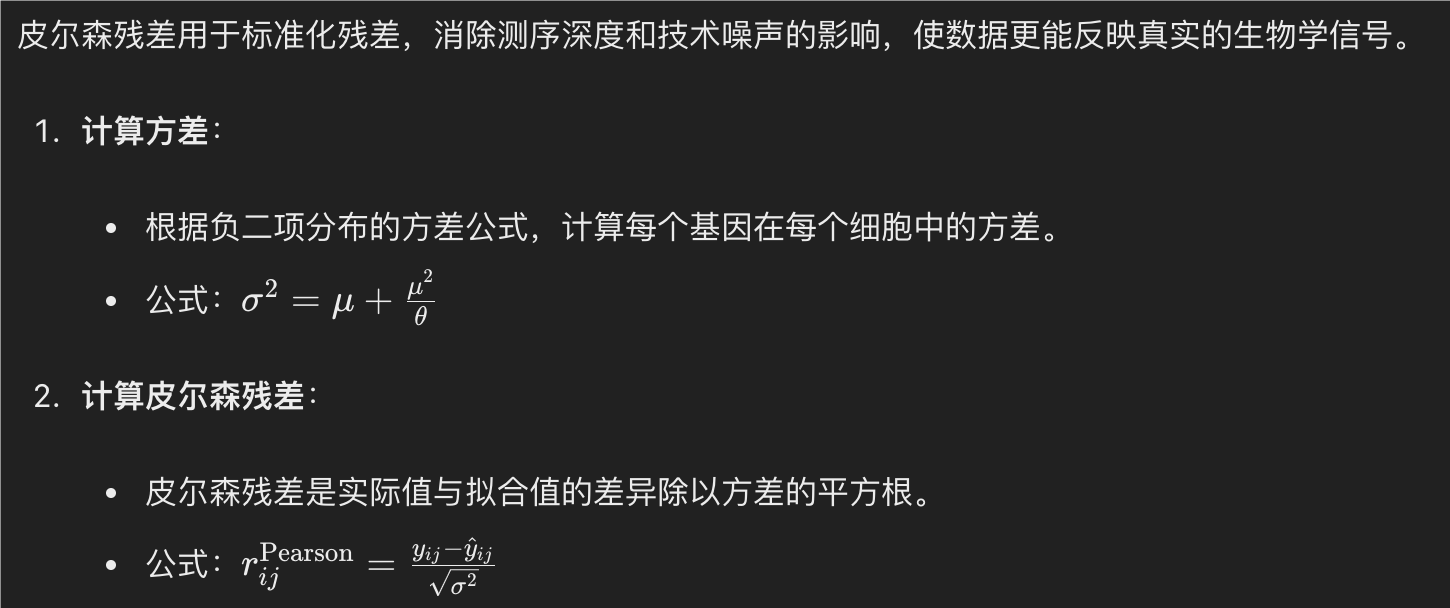 皮尔森残差用于标准化残差，消除测序深度和技术噪声的影响，使数据更能反映真实的生物学信号。
1. 计算方差：
• 根据负二项分布的方差公式，计算每个基因在每个细胞中的方差。
• 公式：$\sigma^2 = \mu + \frac{\mu^2}{\theta}$
2. 计算皮尔森残差：
• 皮尔森残差是实际值与拟合值的差异除以方差的平方根。
• 公式：$r_{ij}^{\text{Pearson}} = \frac{y_{ij} - \hat{y}_{ij}}{\sqrt{\sigma^2}}$